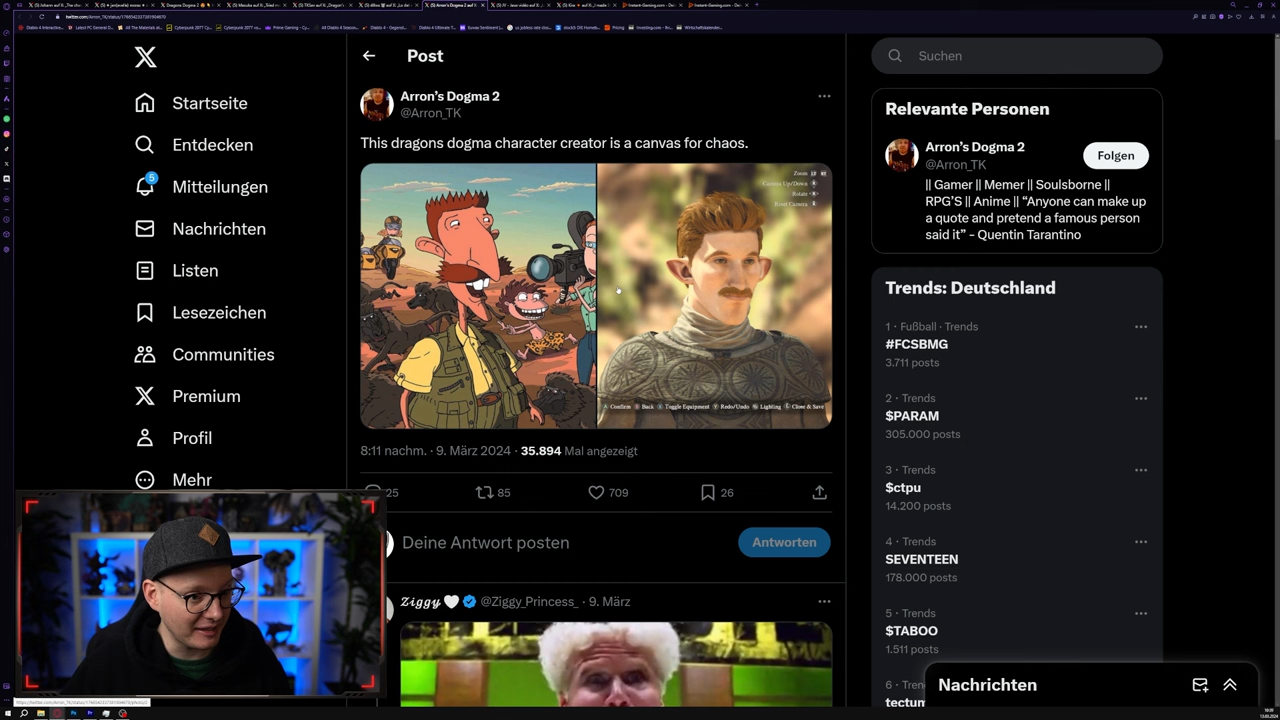 Post
Suchen
Startseite
Entdecken
5
Mitteilungen
Nachrichten
Listen
Lesezeichen
Communities
Premium
Profil
Mehr
Arron's Dogma 2
@Arron_TK
This dragons dogma character creator is a canvas for chaos.
Zoom
Camera Up/Down
Rotate
Reset Camera
Confirm Back Toggle Equipment Redo/Undo Lighting Close & Save
8:11 nachm. · 9. März 2024 · 35.894 Mal angezeigt
25 85 709 26
Deine Antwort posten
Antworten
Ziggy 🤍 @Ziggy_Princess_ · 9. März
Relevante Personen
Arron's Dogma 2
@Arron_TK
Folgen
|| Gamer || Memer || Soulsborne ||
RPG'S || Anime || “Anyone can make up
a quote and pretend a famous person
said it” - Quentin Tarantino
Trends: Deutschland
1 · Fußball · Trends
#FCSBMG
3.711 posts
2 · Trends
$PARAM
305.000 posts
3 · Trends
$ctpu
14.200 posts
4 · Trends
SEVENTEEN
178.000 posts
5 · Trends
$TABOO
1.511 posts
6 · Trends
Nachrichten